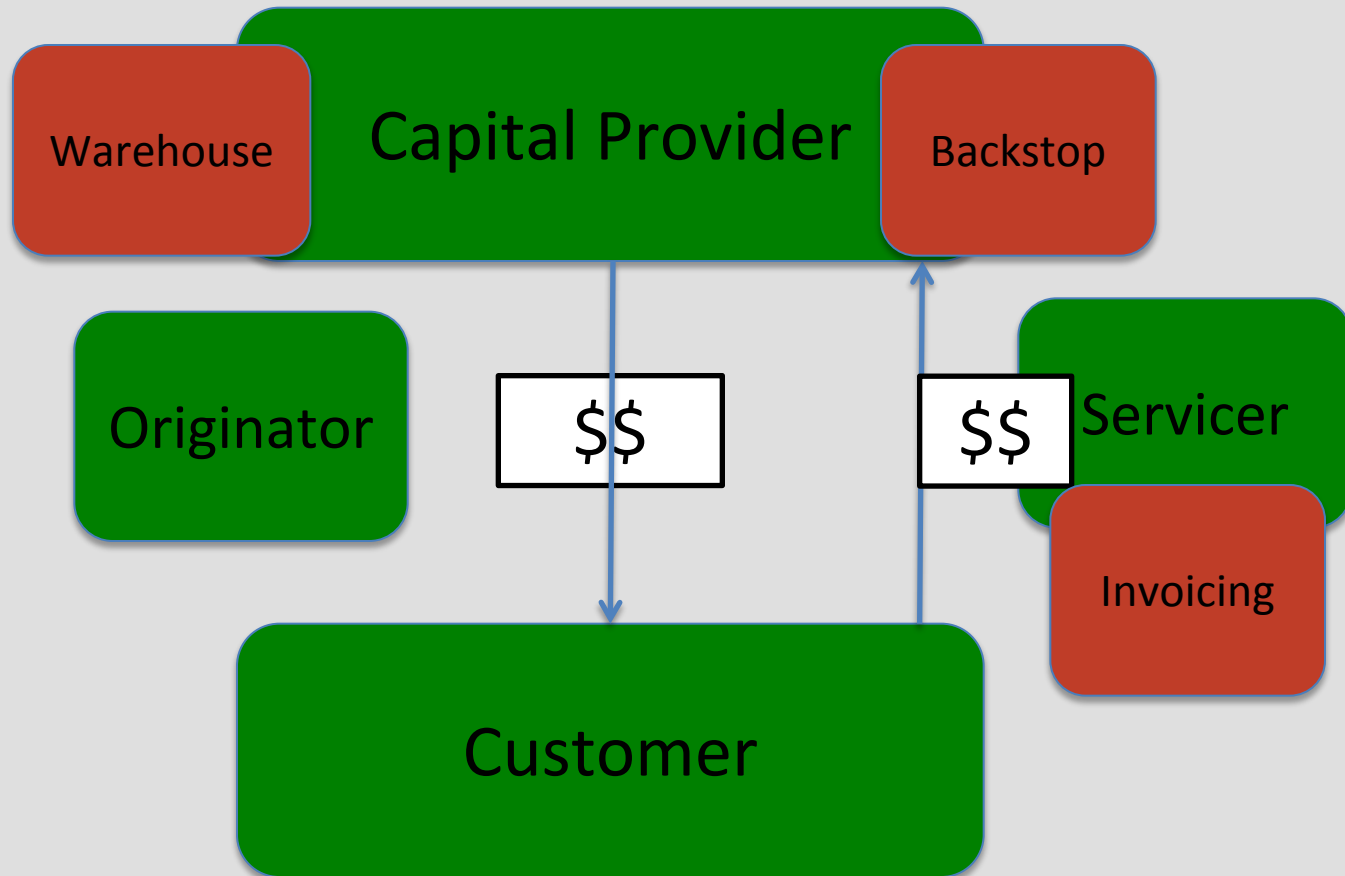 Warehouse
Capital Provider
Backstop
Originator
$$
$$
Servicer
Invoicing
Customer